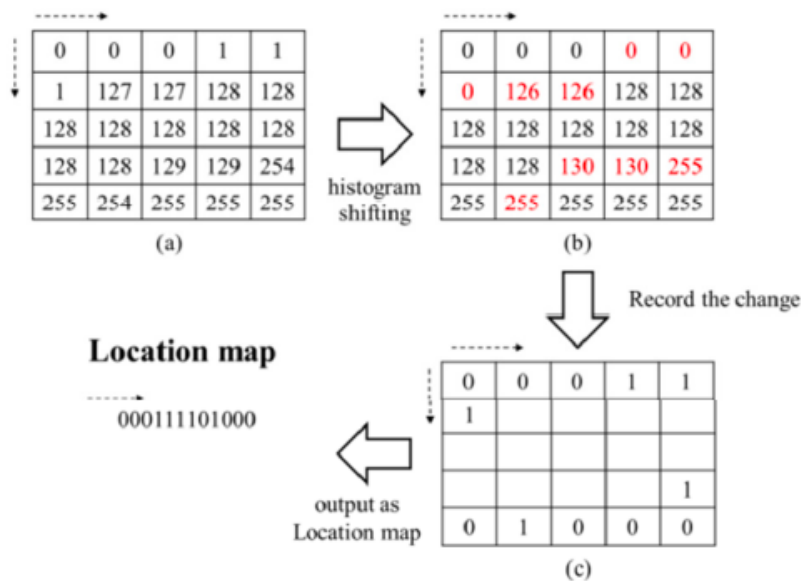 0 0 0 1 1
1 127 127 128 128
128 128 128 128 128
128 128 129 129 254
255 254 255 255 255
(a)
histogram
shifting
0 0 0 0 0
0 126 126 128 128
128 128 128 128 128
128 128 130 130 255
255 255 255 255 255
(b)
Record the change
0 0 0 1 1
1
1
0 1 0 0 0
(c)
output as
Location map
Location map
000111101000